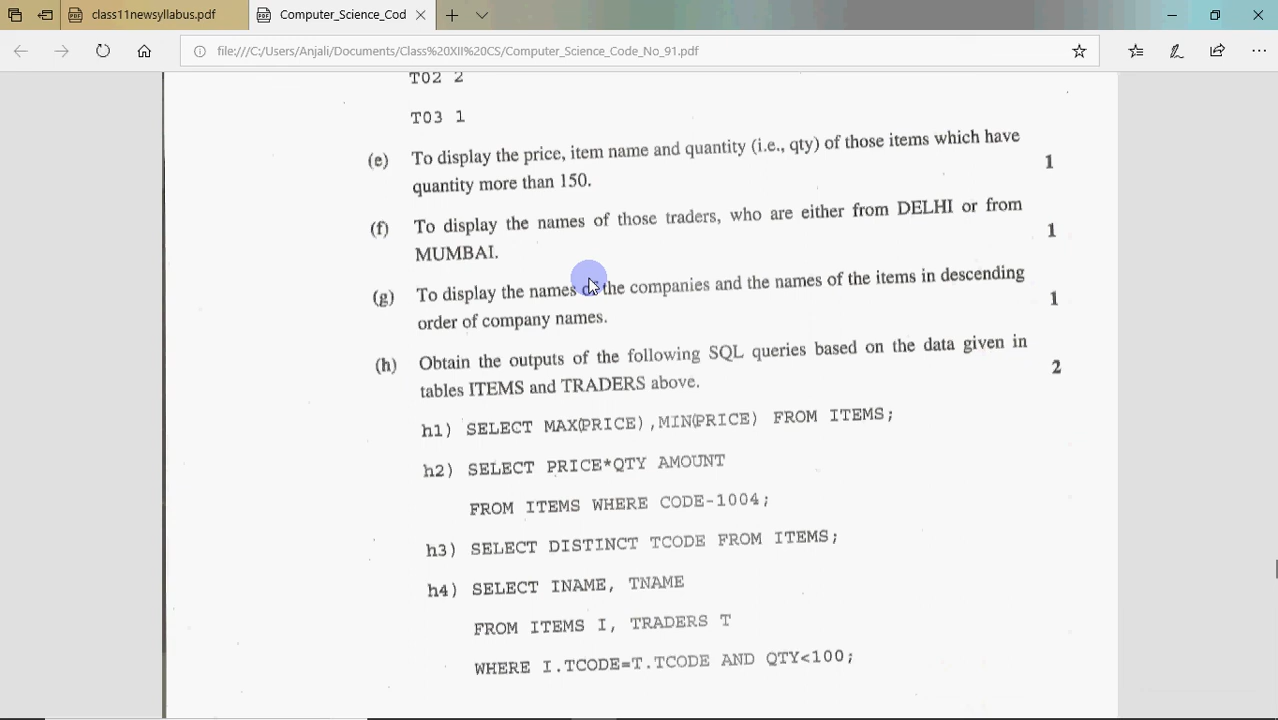 class11newsyllabus.pdf
Computer_Science_Cod
file:///C:/Users/Anjali/Documents/Class%20XII%20CS/Computer_Science_Code_No_91.pdf
T02 2
T03 1
(e) To display the price, item name and quantity (i.e., qty) of those items which have
quantity more than 150. 1
(f) To display the names of those traders, who are either from DELHI or from
MUMBAI. 1
(g) To display the names of the companies and the names of the items in descending
order of company names. 1
(h) Obtain the outputs of the following SQL queries based on the data given in
tables ITEMS and TRADERS above. 2
h1) SELECT MAX(PRICE),MIN(PRICE) FROM ITEMS;
h2) SELECT PRICE*QTY AMOUNT
FROM ITEMS WHERE CODE-1004;
h3) SELECT DISTINCT TCODE FROM ITEMS;
h4) SELECT INAME, TNAME
FROM ITEMS I, TRADERS T
WHERE I.TCODE=T.TCODE AND QTY<100;